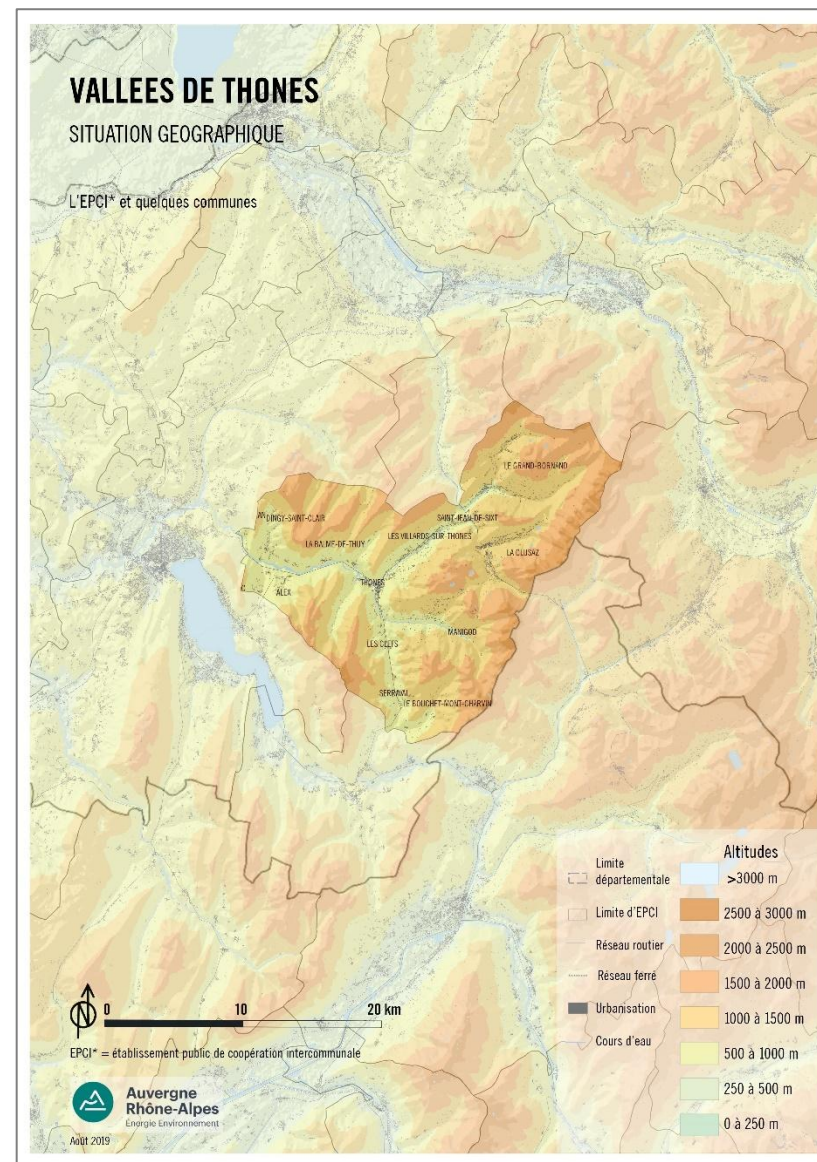 VALLEES DE THONES
SITUATION GEOGRAPHIQUE
L'EPCI* et quelques communes
LE GRAND-BORNAND
DINGY-SAINT-CLAIR
SAINT-JEAN-DE-SIXT
LES VILLARDS-SUR-THONES
LA BALME-DE-THUY
LA CLUSAZ
THONES
ALEX
MANIGOD
LES CLEFS
SERRAVAL
LE BOUCHET-MONT-CHARVIN
Altitudes
Limite
départementale
>3000 m
Limite d'EPCI
2500 à 3000 m
Réseau routier
2000 à 2500 m
Réseau ferré
1500 à 2000 m
Urbanisation
1000 à 1500 m
Cours d'eau
500 à 1000 m
250 à 500 m
0 à 250 m
N
0 10 20 km
EPCI* = établissement public de coopération intercommunale
Auvergne
Rhône-Alpes
Énergie Environnement
Août 2019